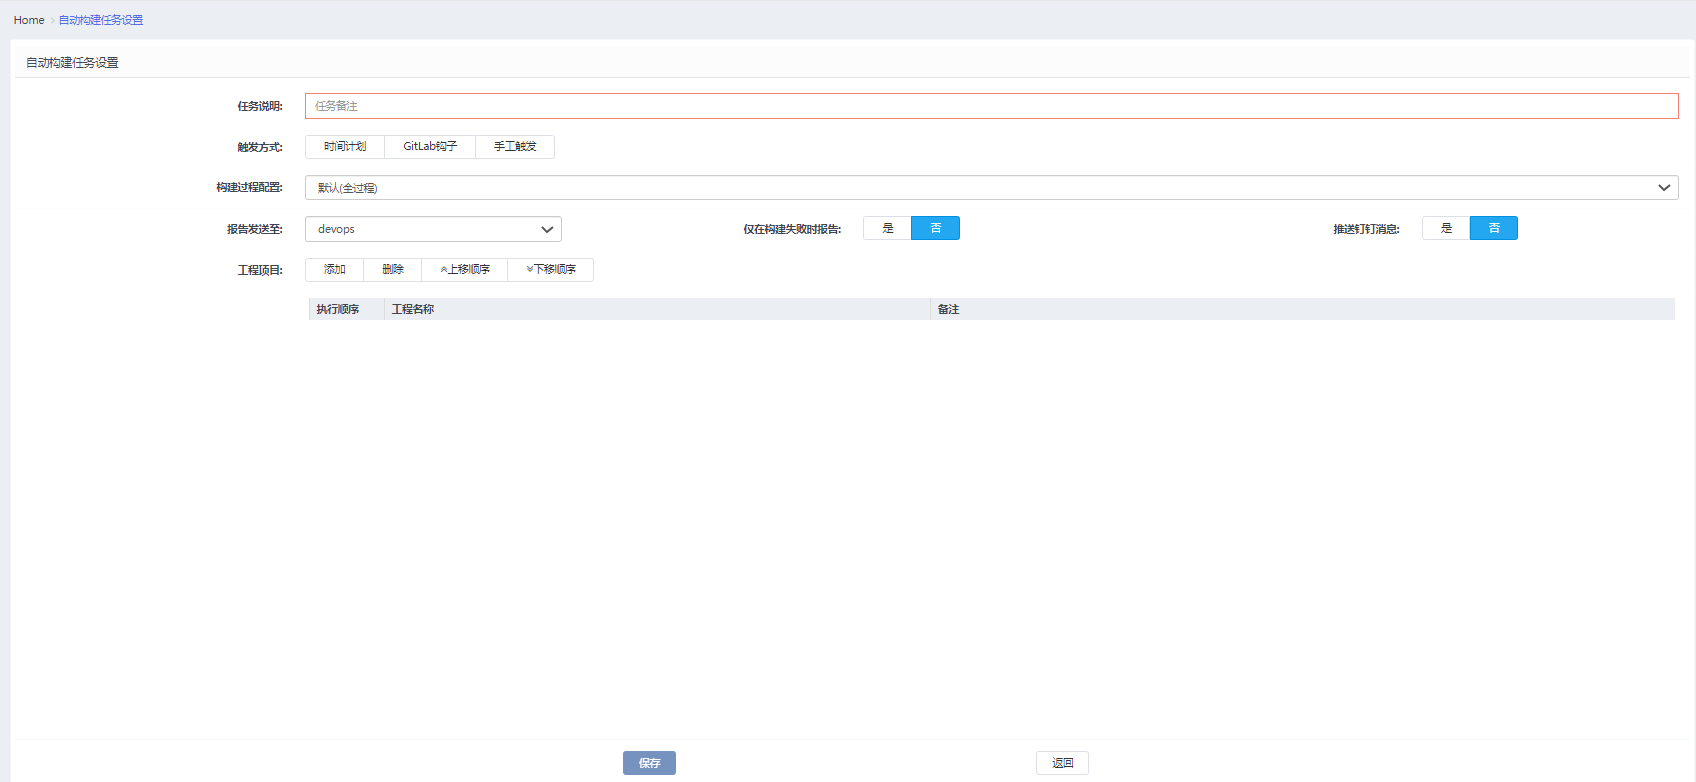 Home 自动构建任务设置
自动构建任务设置
任务说明: 任务备注
触发方式: 时间计划 GitLab钩子 手工触发
构建过程配置: 默认(全过程)
报告发送至: devops 仅在构建失败时报告: 是 否 推送钉钉消息: 是 否
工程项目: 添加 删除 上移顺序 下移顺序
执行顺序 工程名称 备注
保存 返回